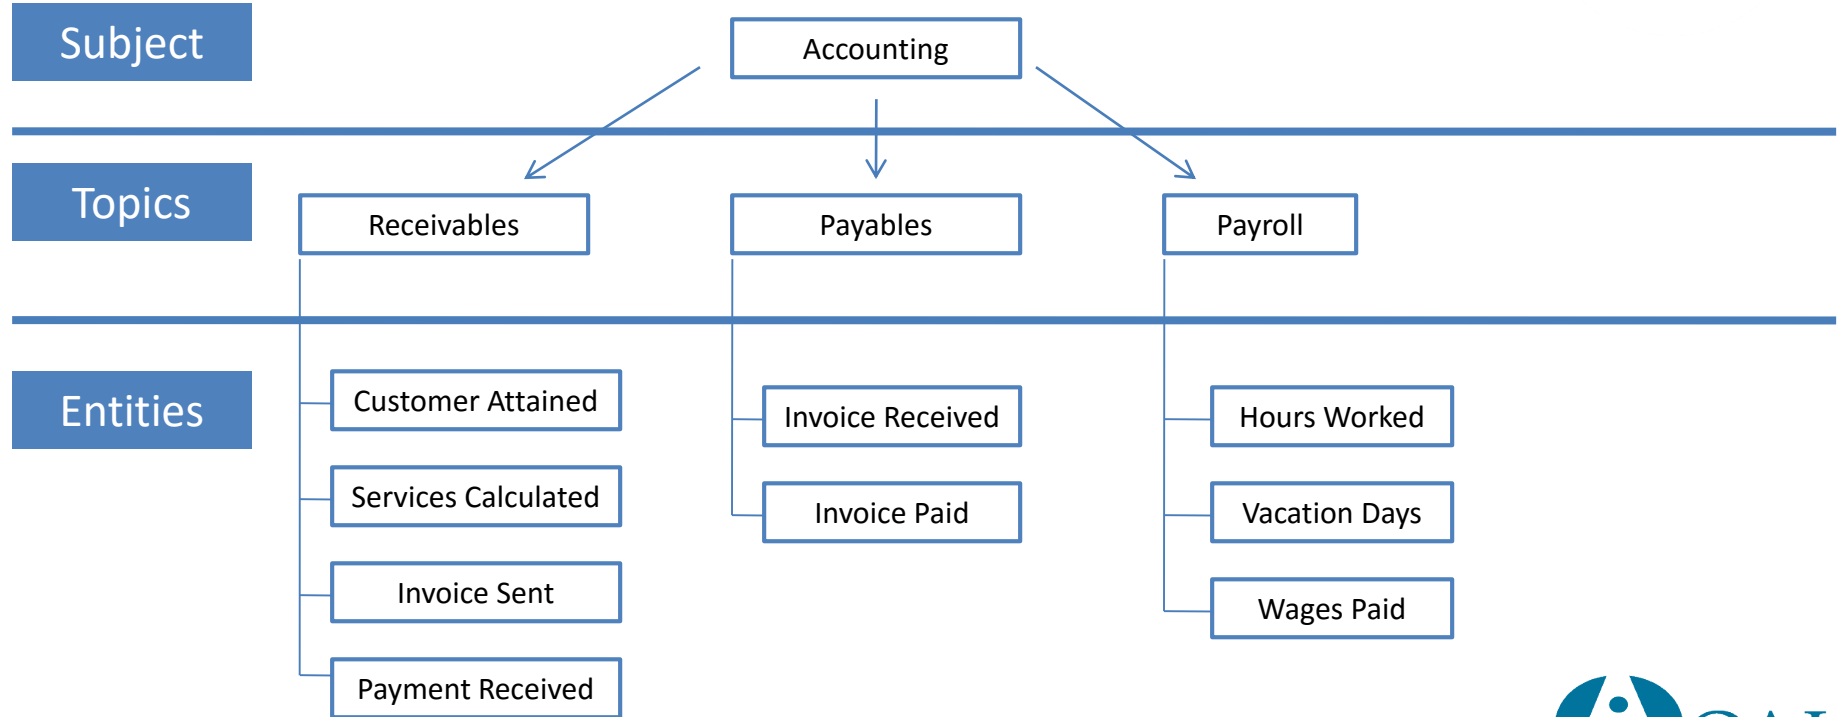 Subject
Accounting
Topics
Receivables
Payables
Payroll
Entities
Customer Attained
Services Calculated
Invoice Sent
Payment Received
Invoice Received
Invoice Paid
Hours Worked
Vacation Days
Wages Paid